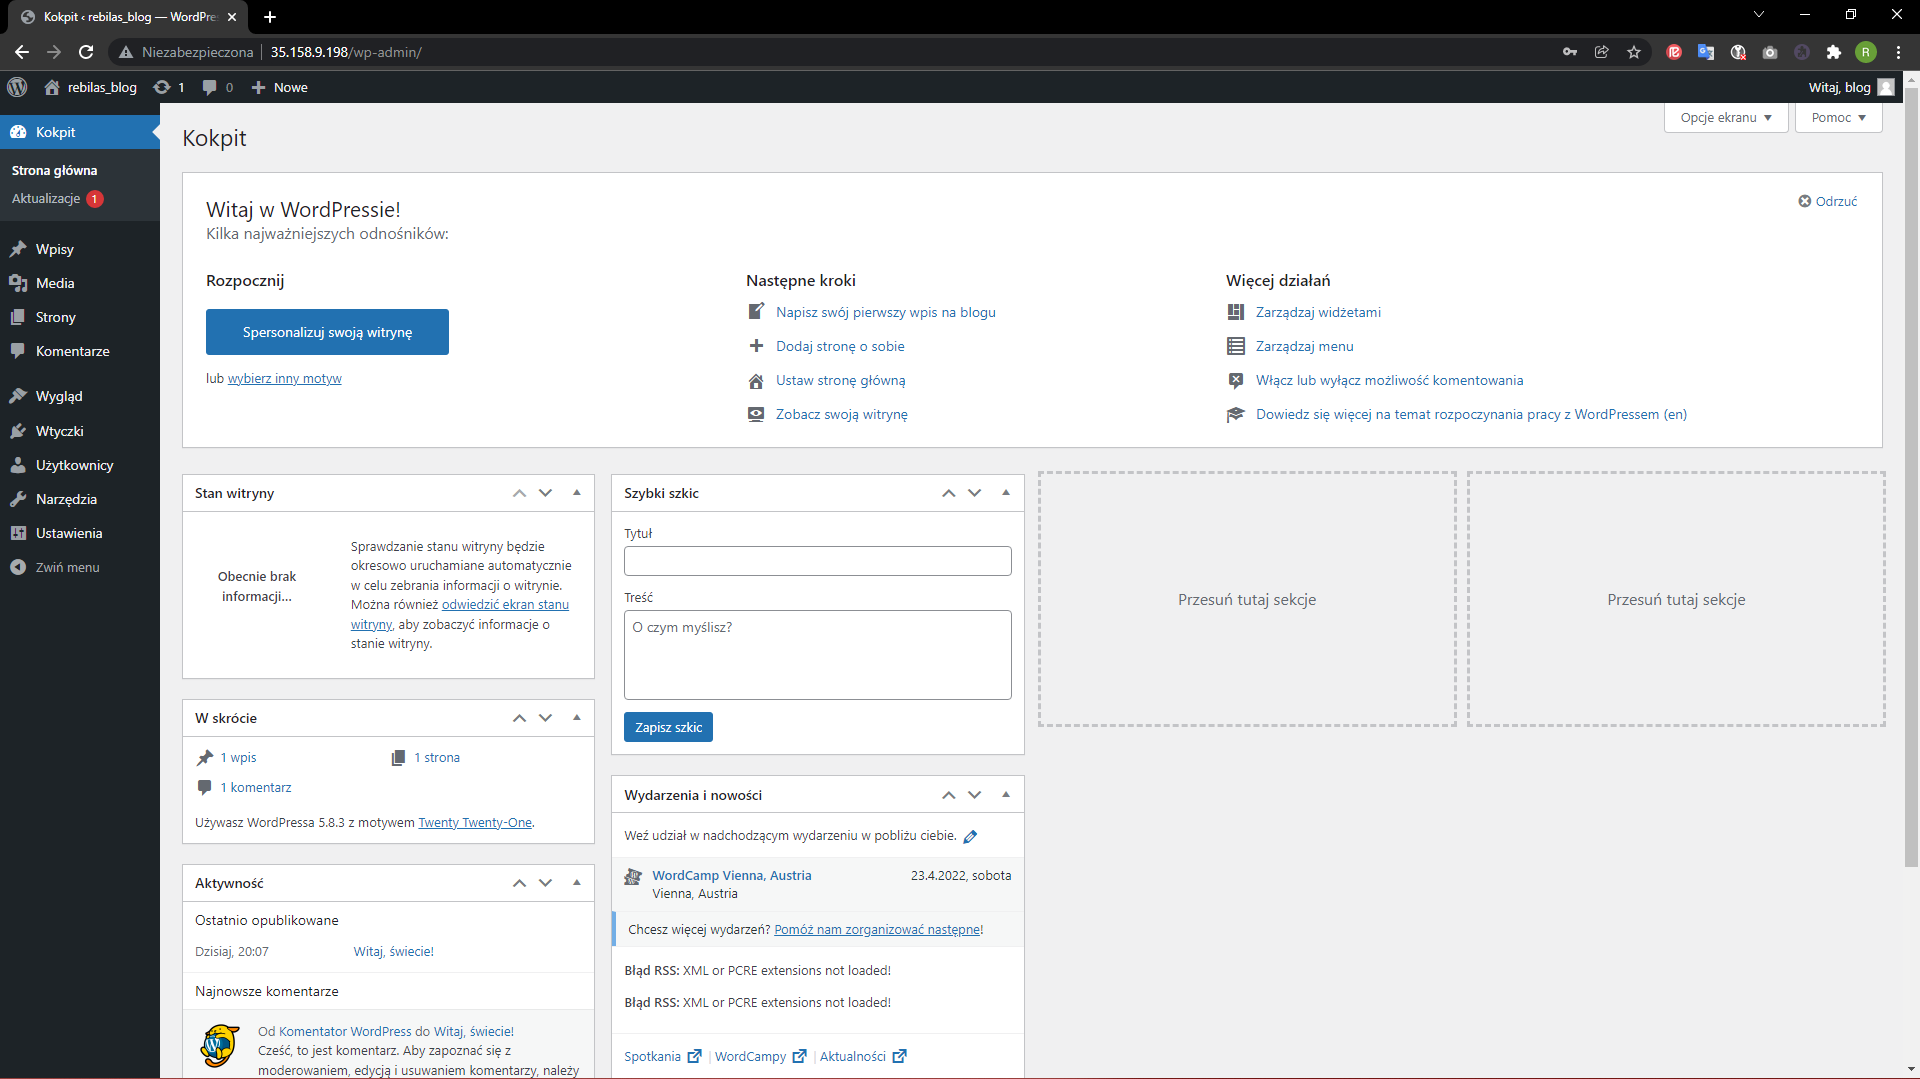 Kokpit ‹ rebilas_blog — WordPre
Niezabezpieczona 35.158.9.198/wp-admin/
R
rebilas_blog 1 0 Nowe
Witaj, blog
Kokpit
Strona główna
Aktualizacje 1
Wpisy
Media
Strony
Komentarze
Wygląd
Wtyczki
Użytkownicy
Narzędzia
Ustawienia
Zwiń menu
Opcje ekranu
Pomoc
Kokpit
Witaj w WordPressie!
Odrzuć
Kilka najważniejszych odnośników:
Rozpocznij
Spersonalizuj swoją witrynę
lub wybierz inny motyw
Następne kroki
Napisz swój pierwszy wpis na blogu
Dodaj stronę o sobie
Ustaw stronę główną
Zobacz swoją witrynę
Więcej działań
Zarządzaj widżetami
Zarządzaj menu
Włącz lub wyłącz możliwość komentowania
Dowiedz się więcej na temat rozpoczynania pracy z WordPressem (en)
Stan witryny
Obecnie brak
informacji…
Sprawdzanie stanu witryny będzie
okresowo uruchamiane automatycznie
w celu zebrania informacji o witrynie.
Można również odwiedzić ekran stanu
witryny, aby zobaczyć informacje o
stanie witryny.
W skrócie
1 wpis
1 strona
1 komentarz
Używasz WordPressa 5.8.3 z motywem Twenty Twenty-One.
Aktywność
Ostatnio opublikowane
Dzisiaj, 20:07 Witaj, świecie!
Najnowsze komentarze
Od Komentator WordPress do Witaj, świecie!
Cześć, to jest komentarz. Aby zapoznać się z
moderowaniem, edycją i usuwaniem komentarzy, należy
Szybki szkic
Tytuł
Treść
O czym myślisz?
Zapisz szkic
Wydarzenia i nowości
Weź udział w nadchodzącym wydarzeniu w pobliżu ciebie.
WordCamp Vienna, Austria 23.4.2022, sobota
Vienna, Austria
Chcesz więcej wydarzeń? Pomóż nam zorganizować następne!
Błąd RSS: XML or PCRE extensions not loaded!
Błąd RSS: XML or PCRE extensions not loaded!
Spotkania | WordCampy | Aktualności
Przesuń tutaj sekcje
Przesuń tutaj sekcje